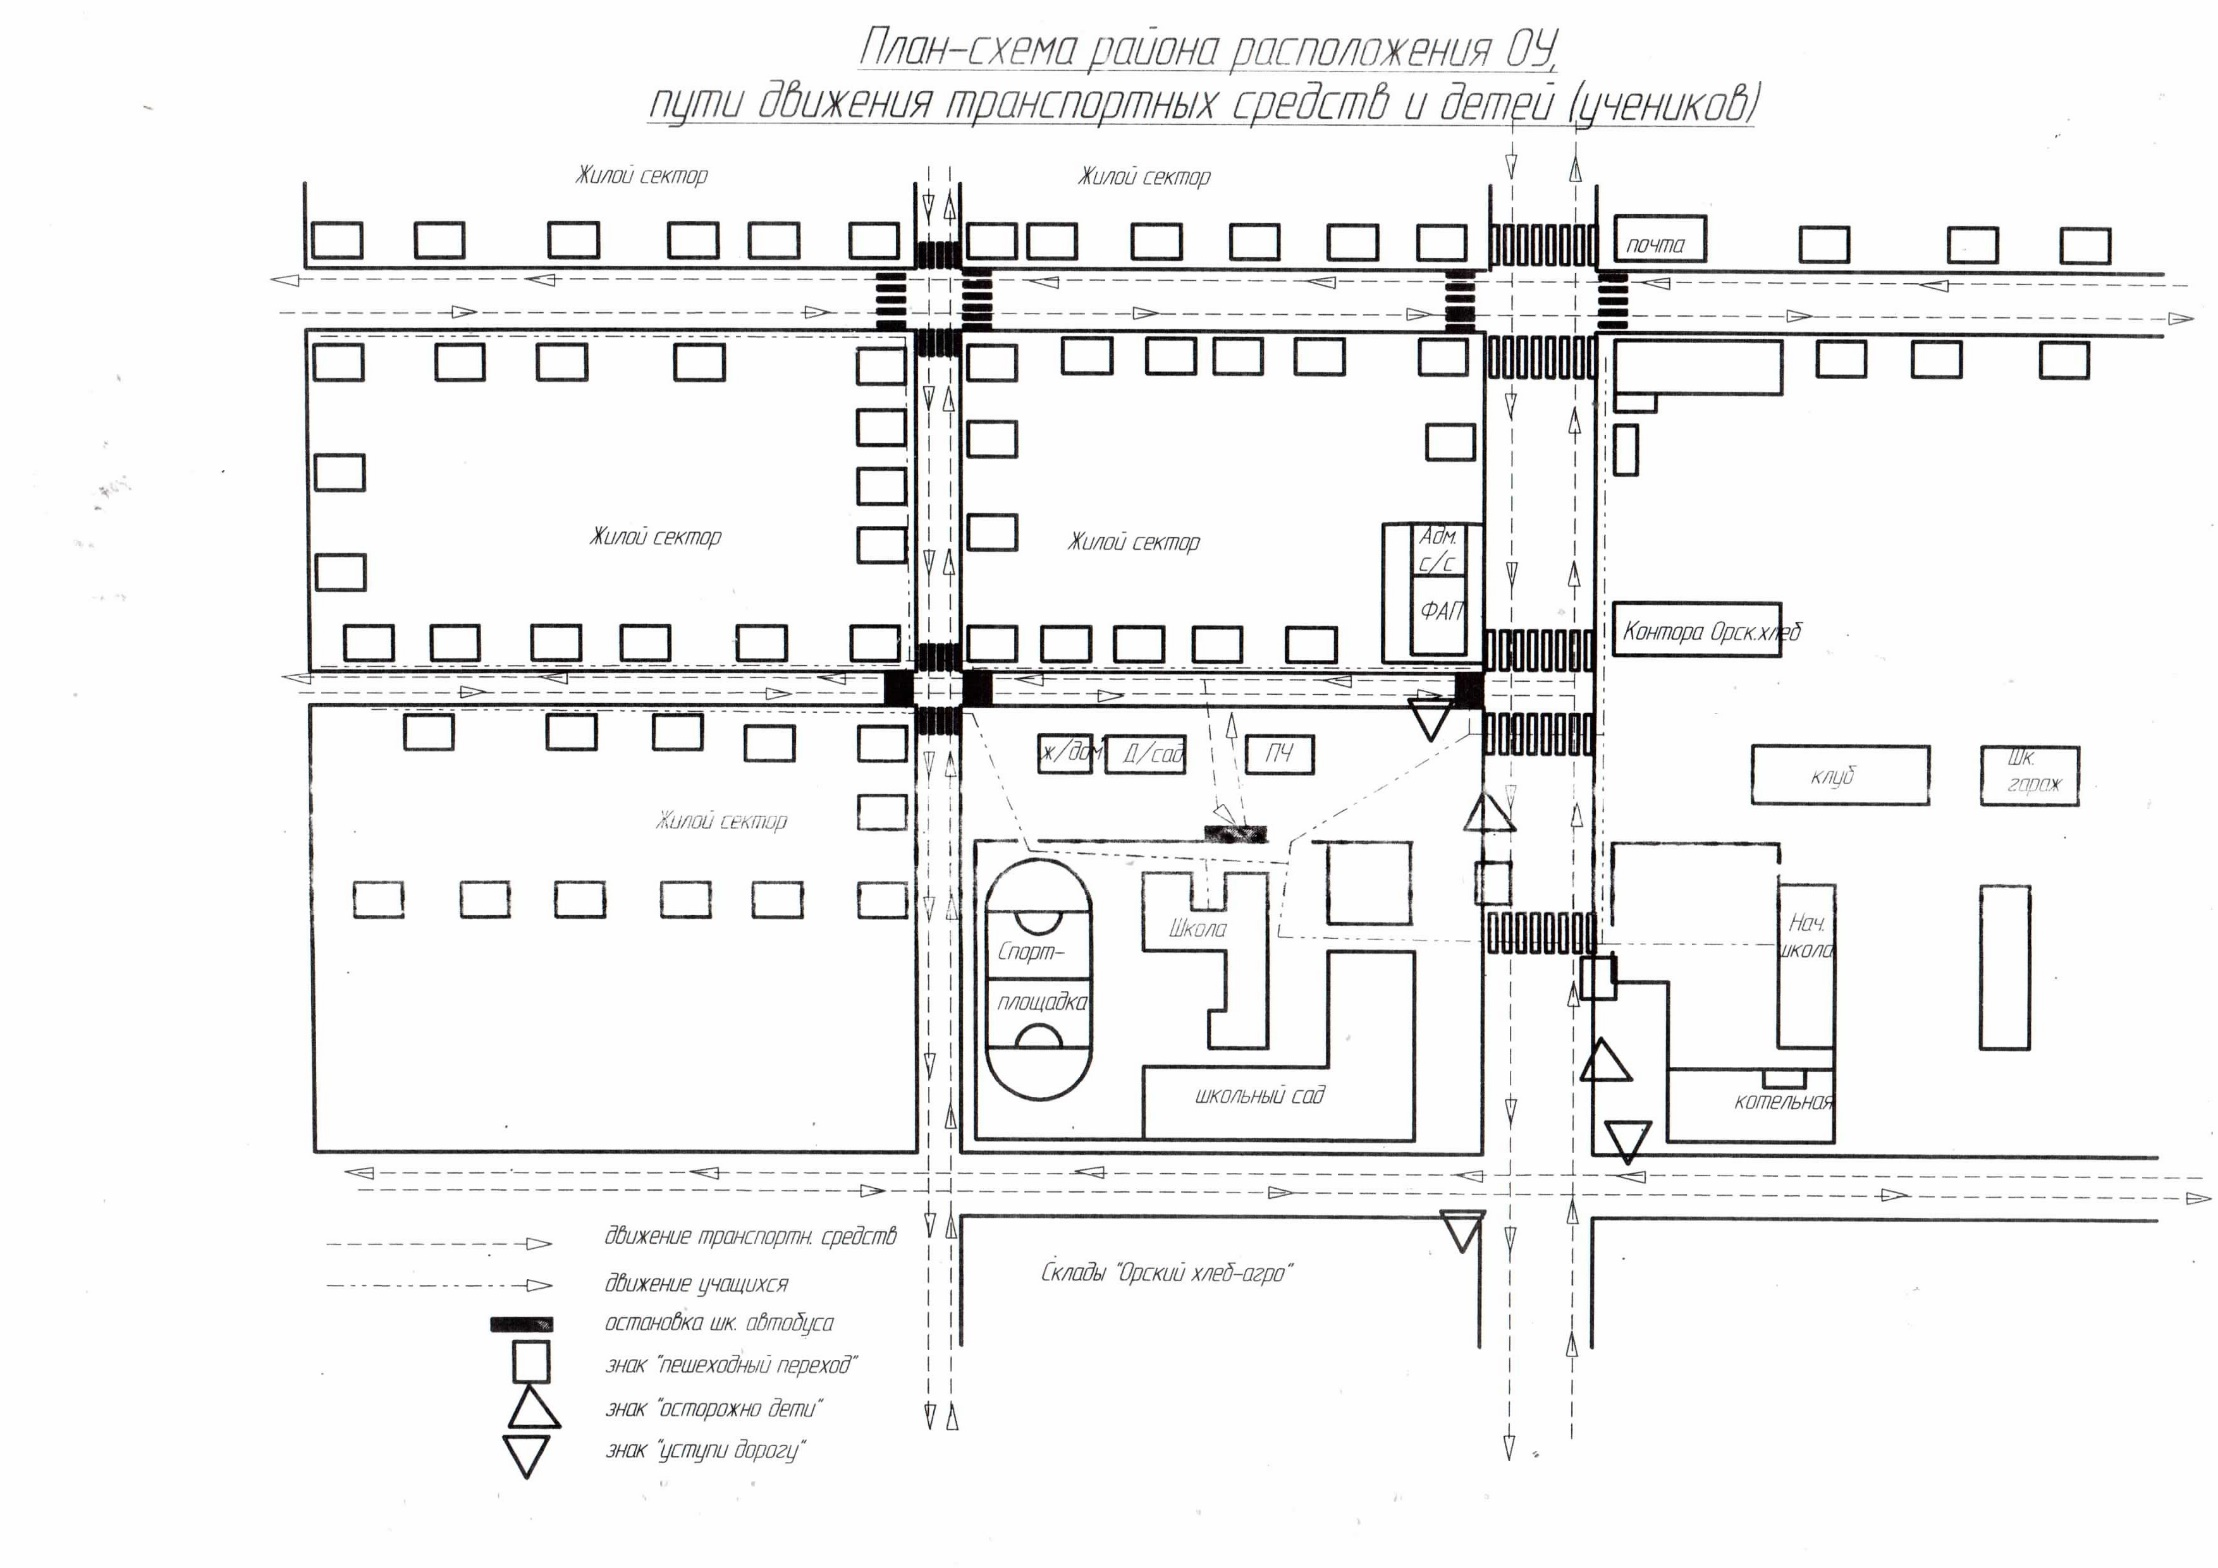 План-схема района расположения ОУ,
пути движения транспортных средств и детей (учеников)
Жилой сектор
Жилой сектор
почта
Жилой сектор
Жилой сектор
Адм.
с/с
ФАП
Контора Орск.хлеб
ж/дом
Д/сад
ПЧ
клуб
Шк.
гараж
Жилой сектор
Школа
Нач.
школа
Спорт-
площадка
школьный сад
котельная
движение транспортн. средств
движение учащихся
остановка шк. автобуса
знак "пешеходный переход"
знак "осторожно дети"
знак "уступи дорогу"
Склады "Орский хлеб-агро"